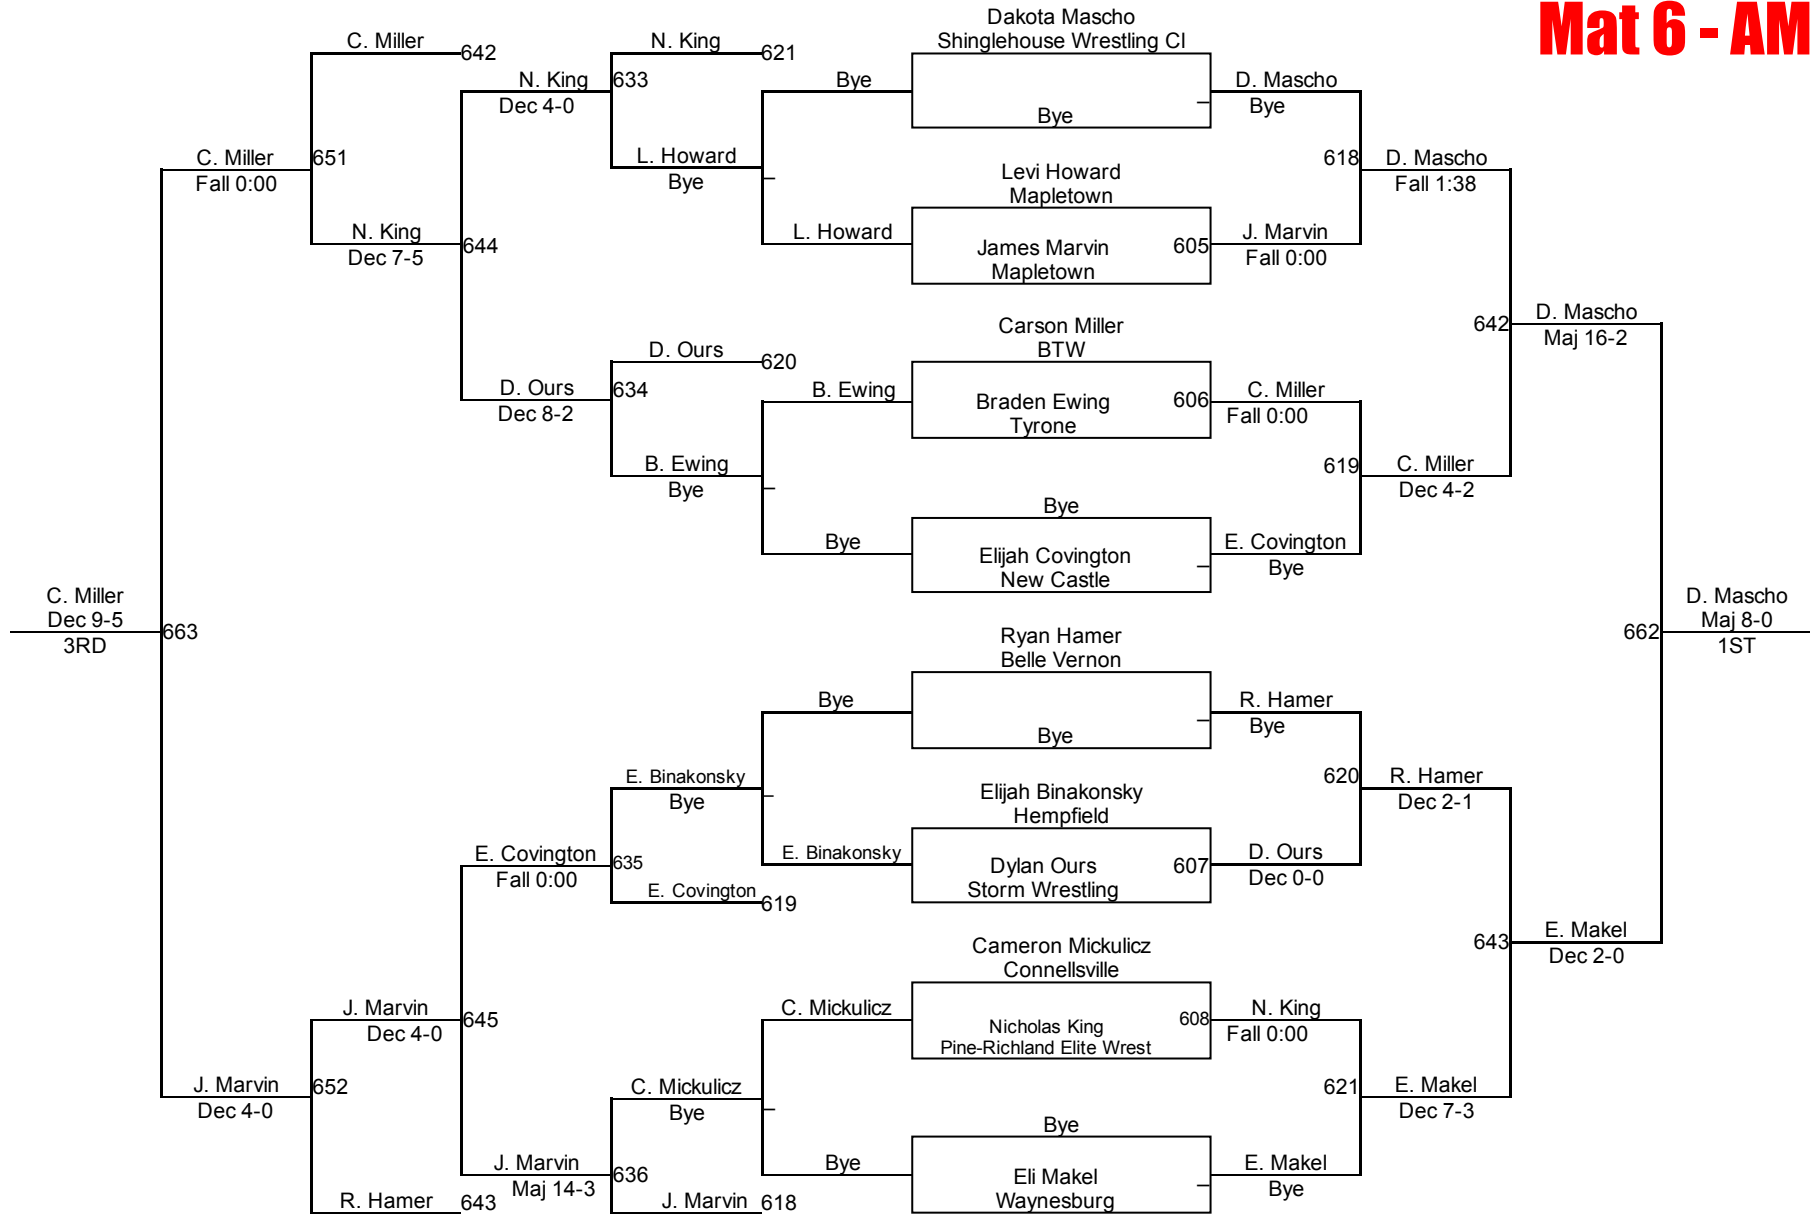 Mat 6 - AM
Dakota Mascho
Shinglehouse Wrestling Cl
C. Miller
642
N. King
621
N. King
633
Dec 4-0
Bye
Bye
D. Mascho
Bye
C. Miller
651
Fall 0:00
L. Howard
Bye
Levi Howard
Mapletown
618
D. Mascho
Fall 1:38
N. King
644
Dec 7-5
L. Howard
James Marvin
Mapletown
605
J. Marvin
Fall 0:00
Carson Miller
BTW
642
D. Mascho
Maj 16-2
D. Ours
620
D. Ours
634
Dec 8-2
B. Ewing
Braden Ewing
Tyrone
606
C. Miller
Fall 0:00
B. Ewing
Bye
619
C. Miller
Dec 4-2
Bye
Bye
Elijah Covington
New Castle
E. Covington
Bye
C. Miller
Dec 9-5
3RD
663
Ryan Hamer
Belle Vernon
662
D. Mascho
Maj 8-0
1ST
Bye
Bye
R. Hamer
Bye
E. Binakonsky
Bye
Elijah Binakonsky
Hempfield
620
R. Hamer
Dec 2-1
E. Covington
635
Fall 0:00
E. Binakonsky
Dylan Ours
Storm Wrestling
607
D. Ours
Dec 0-0
E. Covington
619
Cameron Mickulicz
Connellsville
643
E. Makel
Dec 2-0
J. Marvin
645
Dec 4-0
C. Mickulicz
Nicholas King
Pine-Richland Elite Wrest
608
N. King
Fall 0:00
J. Marvin
652
Dec 4-0
C. Mickulicz
Bye
621
E. Makel
Dec 7-3
Bye
J. Marvin
636
Maj 14-3
Bye
Eli Makel
Waynesburg
E. Makel
Bye
R. Hamer
643
J. Marvin
618